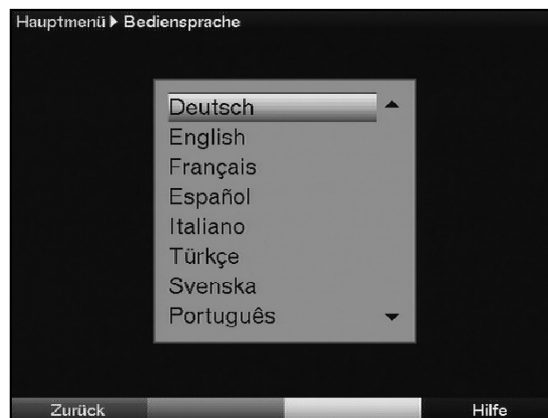 Hauptmenü ▶ Bediensprache
Deutsch
English
Français
Español
Italiano
Türkçe
Svenska
Português
Zurück Hilfe